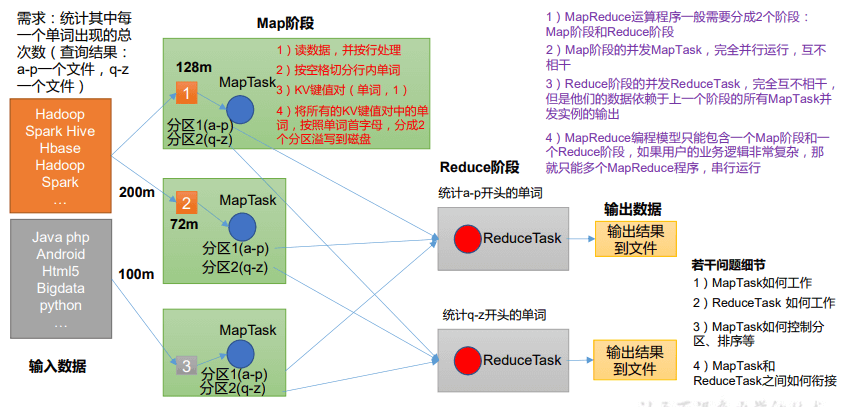 需求：统计其中每
一个单词出现的总
次数（查询结果：
a-p一个文件，q-z
一个文件）
Hadoop
Spark Hive
Hbase
Hadoop
Spark
…
200m
Java php
Android
Html5
Bigdata
python
…
100m
输入数据
Map阶段
128m
MapTask
1
分区1(a-p)
分区2(q-z)
1）读数据，并按行处理
2）按空格切分行内单词
3）KV键值对（单词，1）
4）将所有的KV键值对中的单
词，按照单词首字母，分成2
个分区溢写到磁盘
MapTask
2
72m
分区1(a-p)
分区2(q-z)
MapTask
3
分区1(a-p)
分区2(q-z)
Reduce阶段
统计a-p开头的单词
ReduceTask
统计q-z开头的单词
ReduceTask
输出数据
输出结果
到文件
输出结果
到文件
1）MapReduce运算程序一般需要分成2个阶段：
Map阶段和Reduce阶段
2）Map阶段的并发MapTask，完全并行运行，互不
相干
3）Reduce阶段的并发ReduceTask，完全互不相干，
但是他们的数据依赖于上一个阶段的所有MapTask并
发实例的输出
4）MapReduce编程模型只能包含一个Map阶段和一
个Reduce阶段，如果用户的业务逻辑非常复杂，那
就只能多个MapReduce程序，串行运行
若干问题细节
1）MapTask如何工作
2）ReduceTask 如何工作
3）MapTask如何控制分
区、排序等
4）MapTask和
ReduceTask之间如何衔接